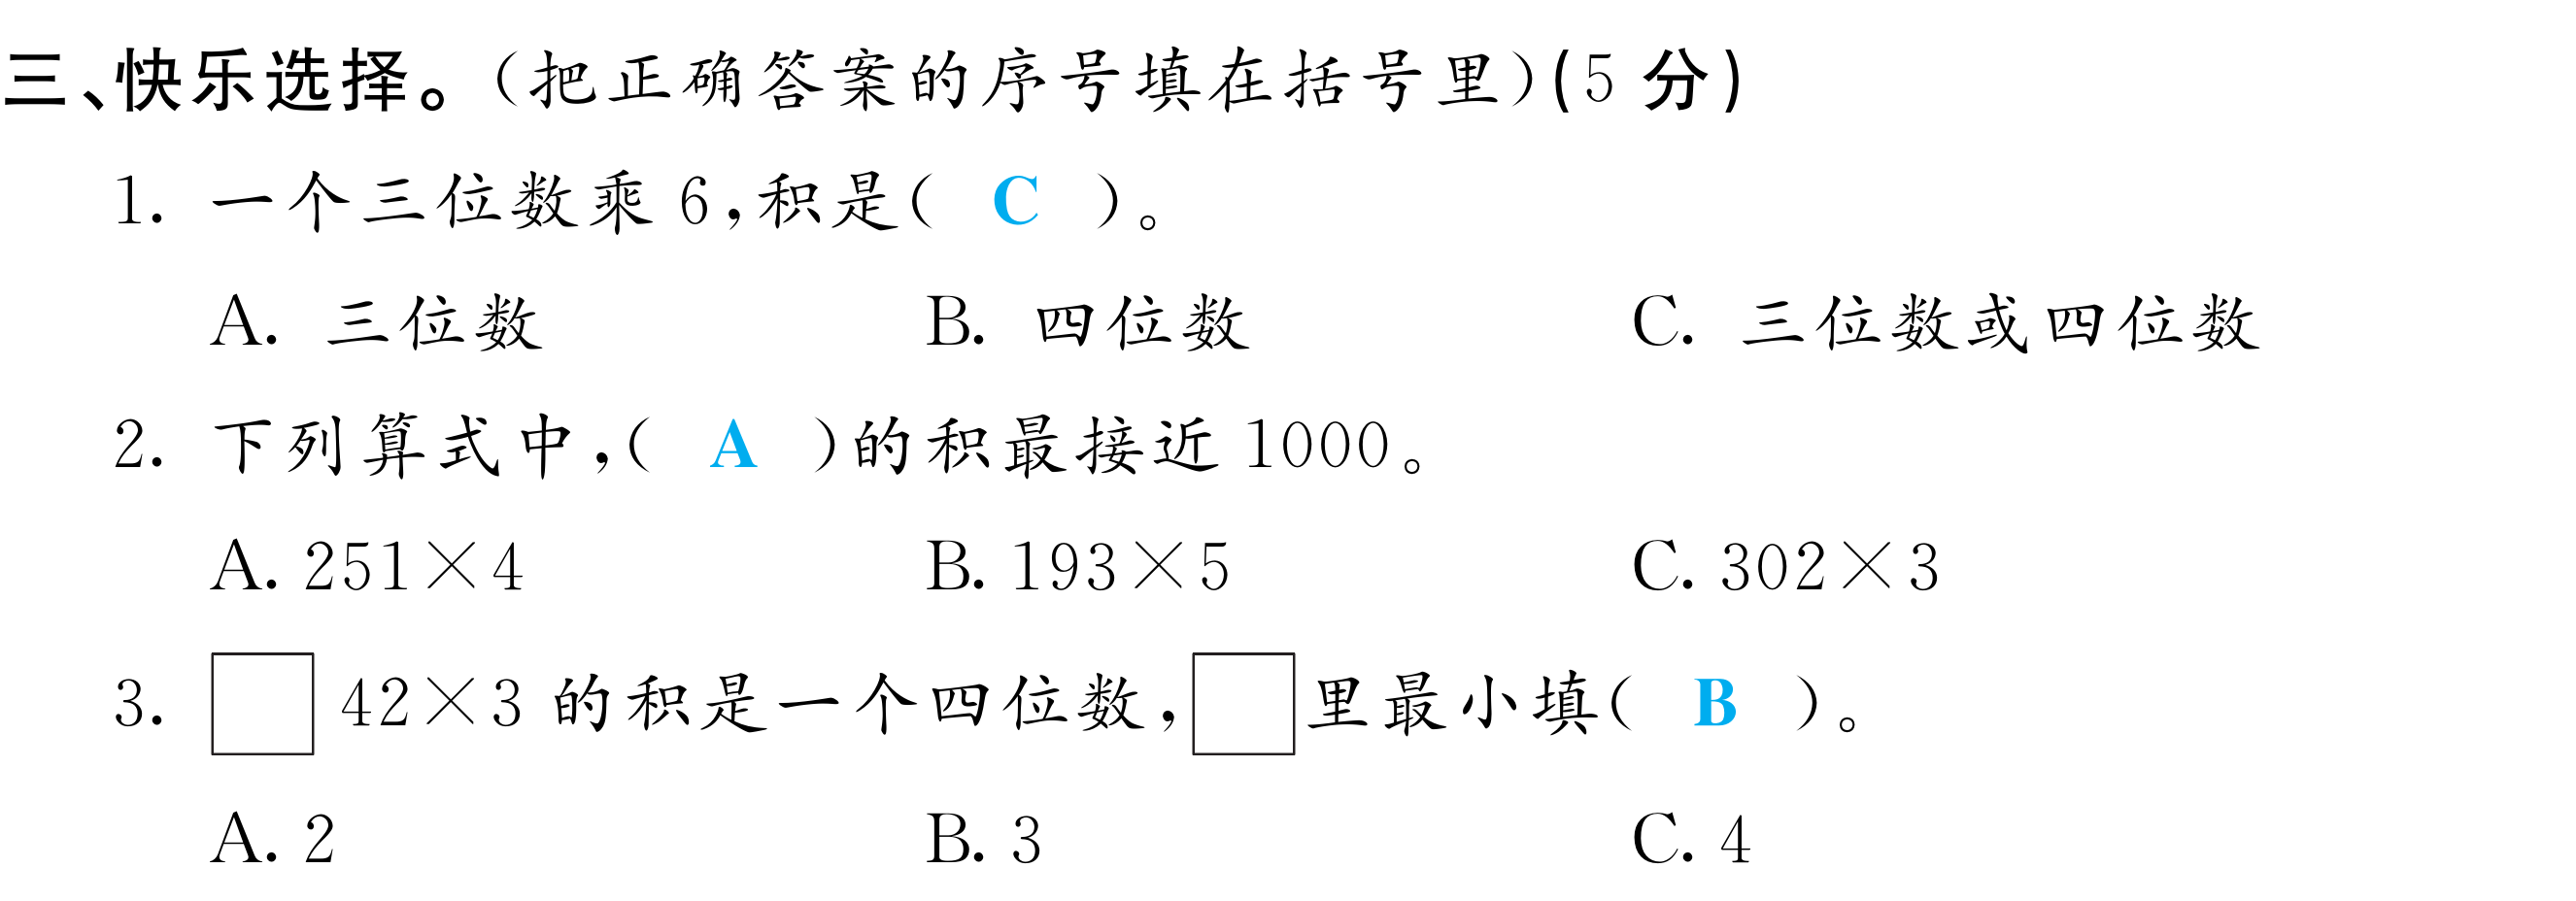 三、快乐选择。(把正确答案的序号填在括号里)(5 分)
1. 一个三位数乘 6,积是( C )。
A. 三位数 B. 四位数 C. 三位数或四位数
2. 下列算式中,( A )的积最接近 1000。
A. 251×4 B. 193×5 C. 302×3
3. □ 42×3 的积是一个四位数,□里最小填( B )。
A. 2 B. 3 C. 4